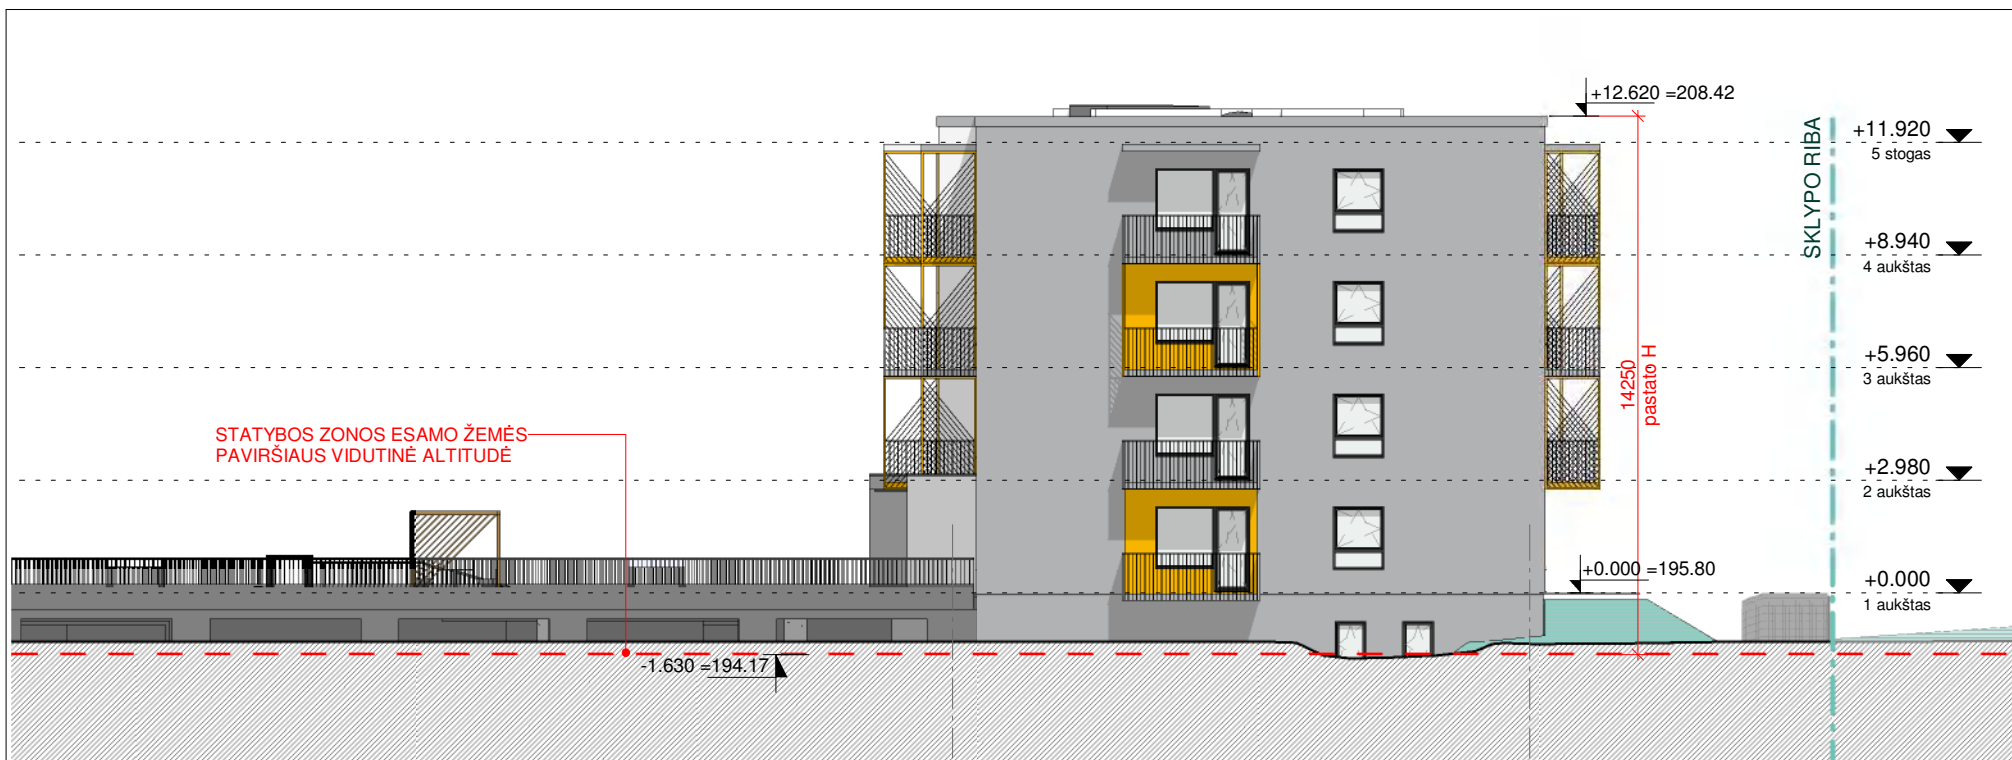 +12.620 =208.42
SKLYPO RIBA
+11.920
5 stogas
+8.940
4 aukštas
+5.960
3 aukštas
14250
pastato H
STATYBOS ZONOS ESAMO ŽEMĖS
PAVIRŠIAUS VIDUTINĖ ALTITUDĖ
+2.980
2 aukštas
+0.000 =195.80
+0.000
1 aukštas
-1.630 =194.17